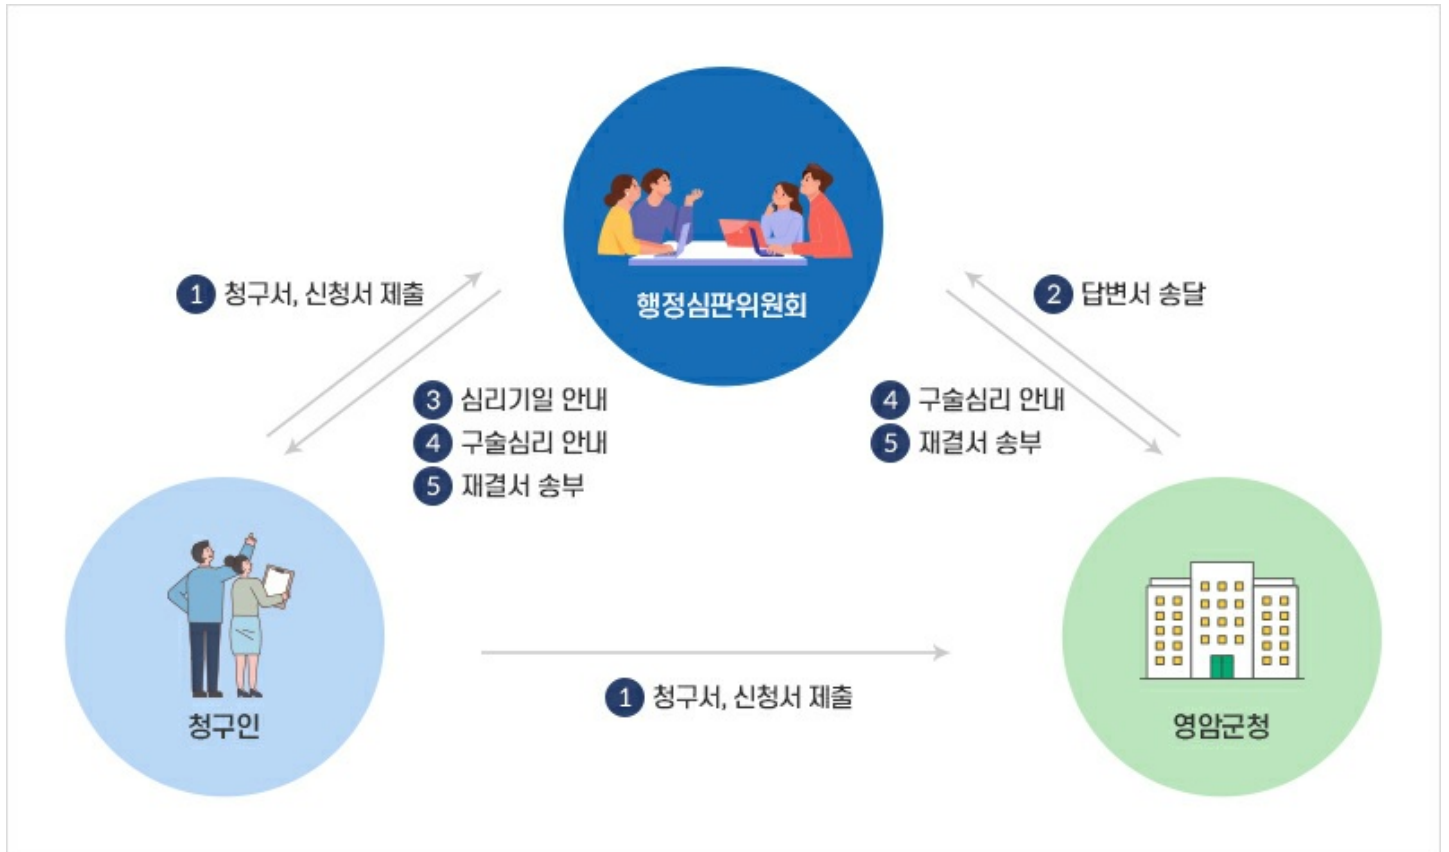 행정심판위원회
1 청구서, 신청서 제출
2 답변서 송달
3 심리기일 안내
4 구술심리 안내
5 재결서 송부
4 구술심리 안내
5 재결서 송부
1 청구서, 신청서 제출
청구인
영암군청